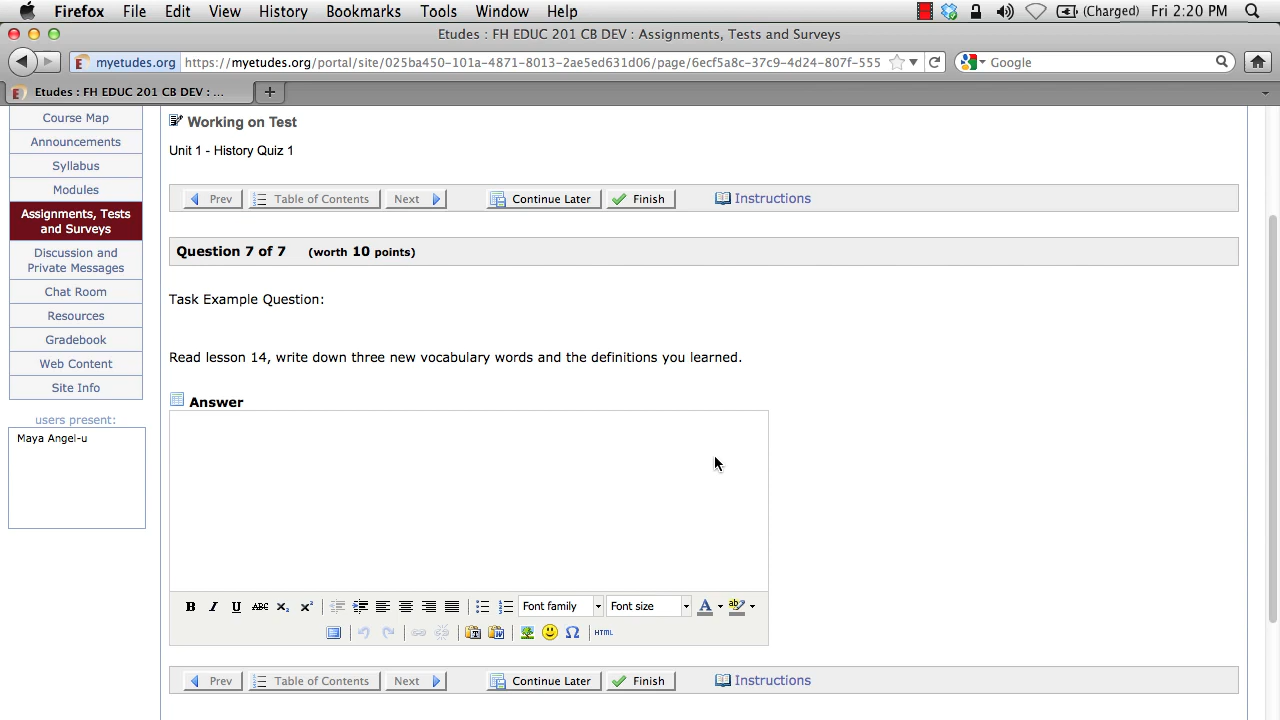 Firefox File Edit View History Bookmarks Tools Window Help (Charged) Fri 2:20 PM
Etudes : FH EDUC 201 CB DEV : Assignments, Tests and Surveys
myetudes.org https://myetudes.org/portal/site/025ba450-101a-4871-8013-2ae5ed631d06/page/66cf5a8c-37c9-4d24-807f-555 Google
Etudes : FH EDUC 201 CB DEV : ...
Course Map
Announcements
Syllabus
Modules
Assignments, Tests
and Surveys
Discussion and
Private Messages
Chat Room
Resources
Gradebook
Web Content
Site Info
users present:
Maya Angel-u
Working on Test
Unit 1 - History Quiz 1
Prev Table of Contents Next Continue Later Finish Instructions
Question 7 of 7 (worth 10 points)
Task Example Question:
Read lesson 14, write down three new vocabulary words and the definitions you learned.
Answer
B I U ABC X₂ X² Font family Font size A ab
T W Ω HTML
Prev Table of Contents Next Continue Later Finish Instructions